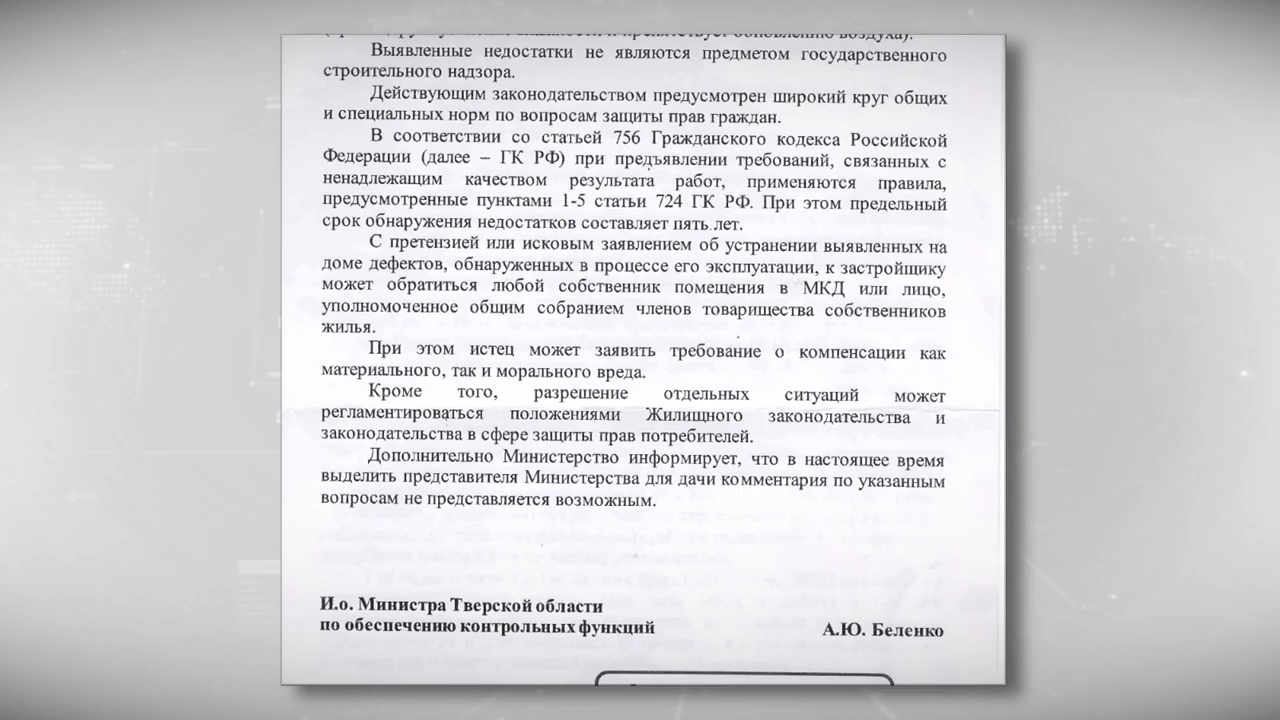 препятствует обновлению воздуха).
Выявленные недостатки не являются предметом государственного
строительного надзора.
Действующим законодательством предусмотрен широкий круг общих
и специальных норм по вопросам защиты прав граждан.
В соответствии со статьей 756 Гражданского кодекса Российской
Федерации (далее – ГК РФ) при предъявлении требований, связанных с
ненадлежащим качеством результата работ, применяются правила,
предусмотренные пунктами 1-5 статьи 724 ГК РФ. При этом предельный
срок обнаружения недостатков составляет пять лет.
С претензией или исковым заявлением об устранении выявленных на
доме дефектов, обнаруженных в процессе его эксплуатации, к застройщику
может обратиться любой собственник помещения в МКД или лицо,
уполномоченное общим собранием членов товарищества собственников
жилья.
При этом истец может заявить требование о компенсации как
материального, так и морального вреда.
Кроме того, разрешение отдельных ситуаций может
регламентироваться положениями Жилищного законодательства и
законодательства в сфере защиты прав потребителей.
Дополнительно Министерство информирует, что в настоящее время
выделить представителя Министерства для дачи комментария по указанным
вопросам не представляется возможным.
И.о. Министра Тверской области
по обеспечению контрольных функций А.Ю. Беленко